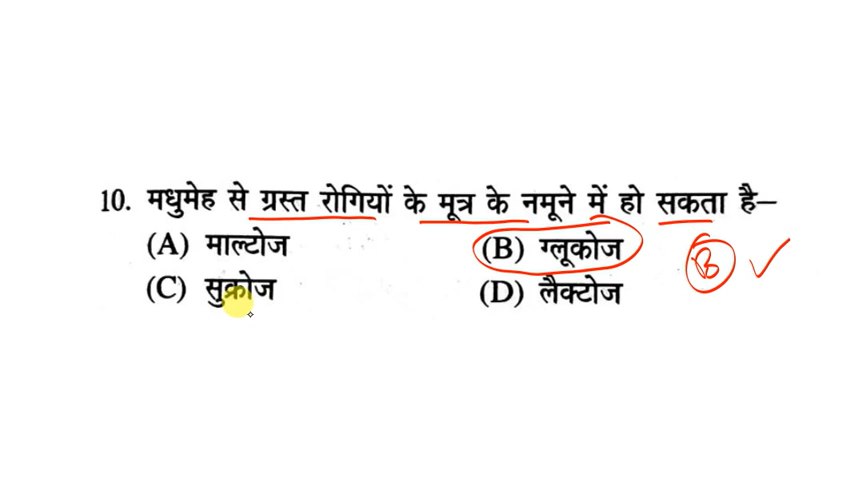 10. मधुमेह से ग्रस्त रोगियों के मूत्र के नमूने में हो सकता है–
(A) माल्टोज (B) ग्लूकोज
(C) सुक्रोज (D) लैक्टोज
B ✓